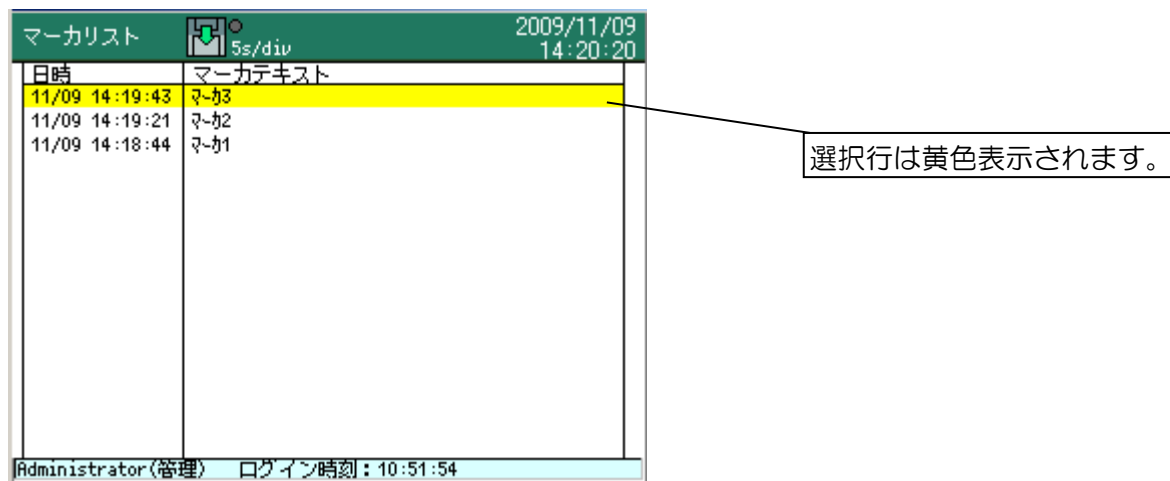 マーカリスト 5s/div 2009/11/09
14:20:20
日時 マーカテキスト
11/09 14:19:43 ﾏｰｶ3
11/09 14:19:21 ﾏｰｶ2
11/09 14:18:44 ﾏｰｶ1
選択行は黄色表示されます。
Administrator(管理) ログイン時刻：10:51:54